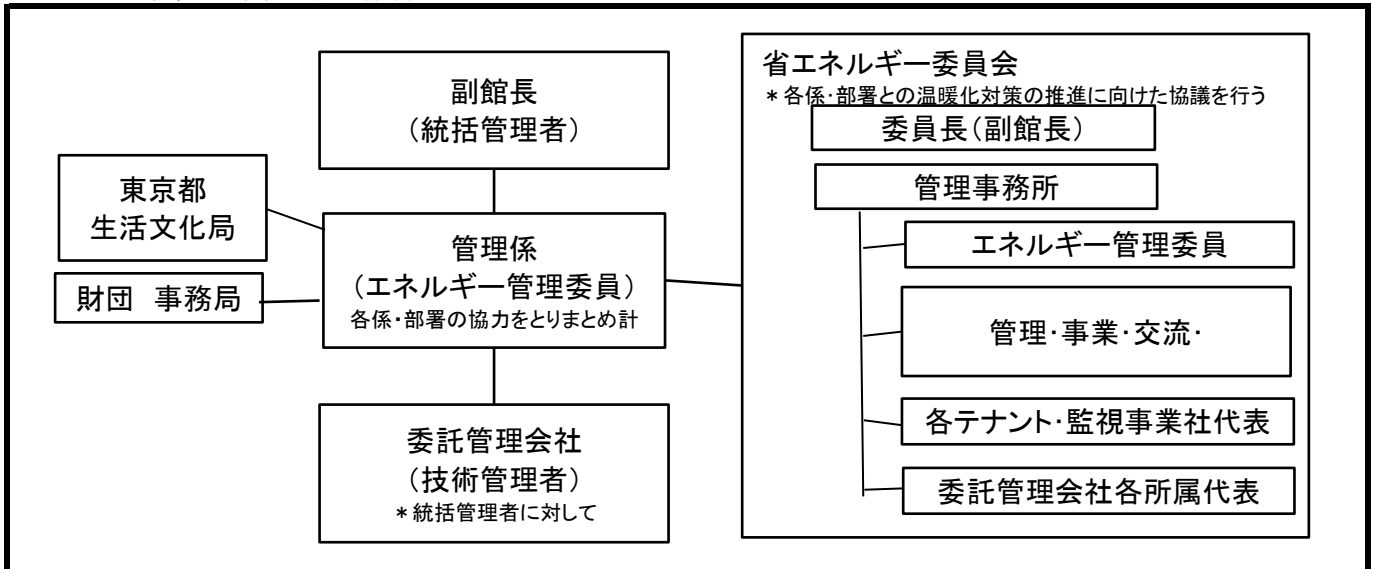 副館長
（統括管理者）
東京都
生活文化局
財団　事務局
管理係
（エネルギー管理委員）
各係・部署の協力をとりまとめ計
委託管理会社
（技術管理者）
＊統括管理者に対して
省エネルギー委員会
＊各係・部署との温暖化対策の推進に向けた協議を行う
委員長（副館長）
管理事務所
エネルギー管理委員
管理・事業・交流・
各テナント・監視事業社代表
委託管理会社各所属代表